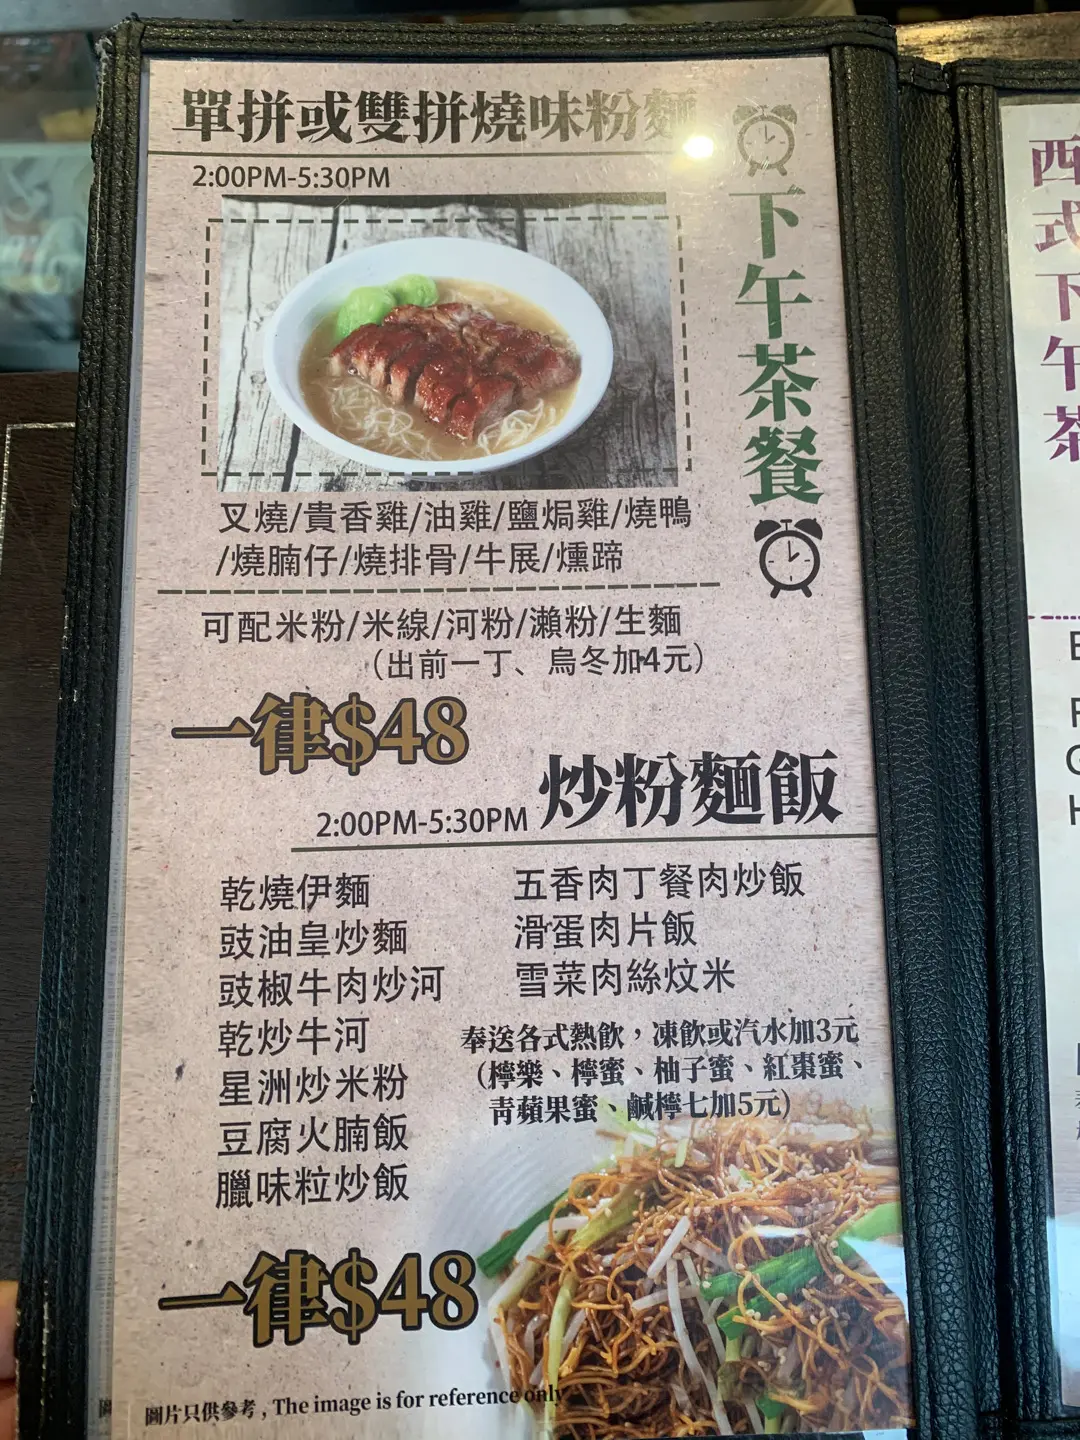 單拼或雙拼燒味粉麵
2:00PM-5:30PM
下午茶餐
叉燒/貴香雞/油雞/鹽焗雞/燒鴨
/燒腩仔/燒排骨/牛展/燻蹄
可配米粉/米線/河粉/瀨粉/生麵
（出前一丁、烏冬加4元）
一律$48
炒粉麵飯
2:00PM-5:30PM
乾燒伊麵
豉油皇炒麵
豉椒牛肉炒河
乾炒牛河
星洲炒米粉
豆腐火腩飯
臘味粒炒飯
五香肉丁餐肉炒飯
滑蛋肉片飯
雪菜肉絲炆米
奉送各式熱飲，凍飲或汽水加3元
（檸樂、檸蜜、柚子蜜、紅棗蜜、
青蘋果蜜、鹹檸七加5元）
一律$48
圖片只供參考 , The image is for reference only
西式下午茶